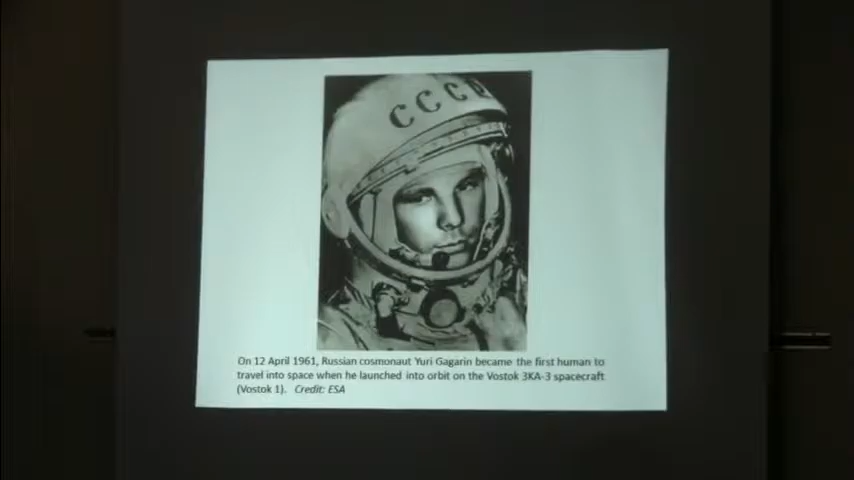 CCCP
On 12 April 1961, Russian cosmonaut Yuri Gagarin became the first human to
travel into space when he launched into orbit on the Vostok 3KA-3 spacecraft
(Vostok 1). Credit: ESA